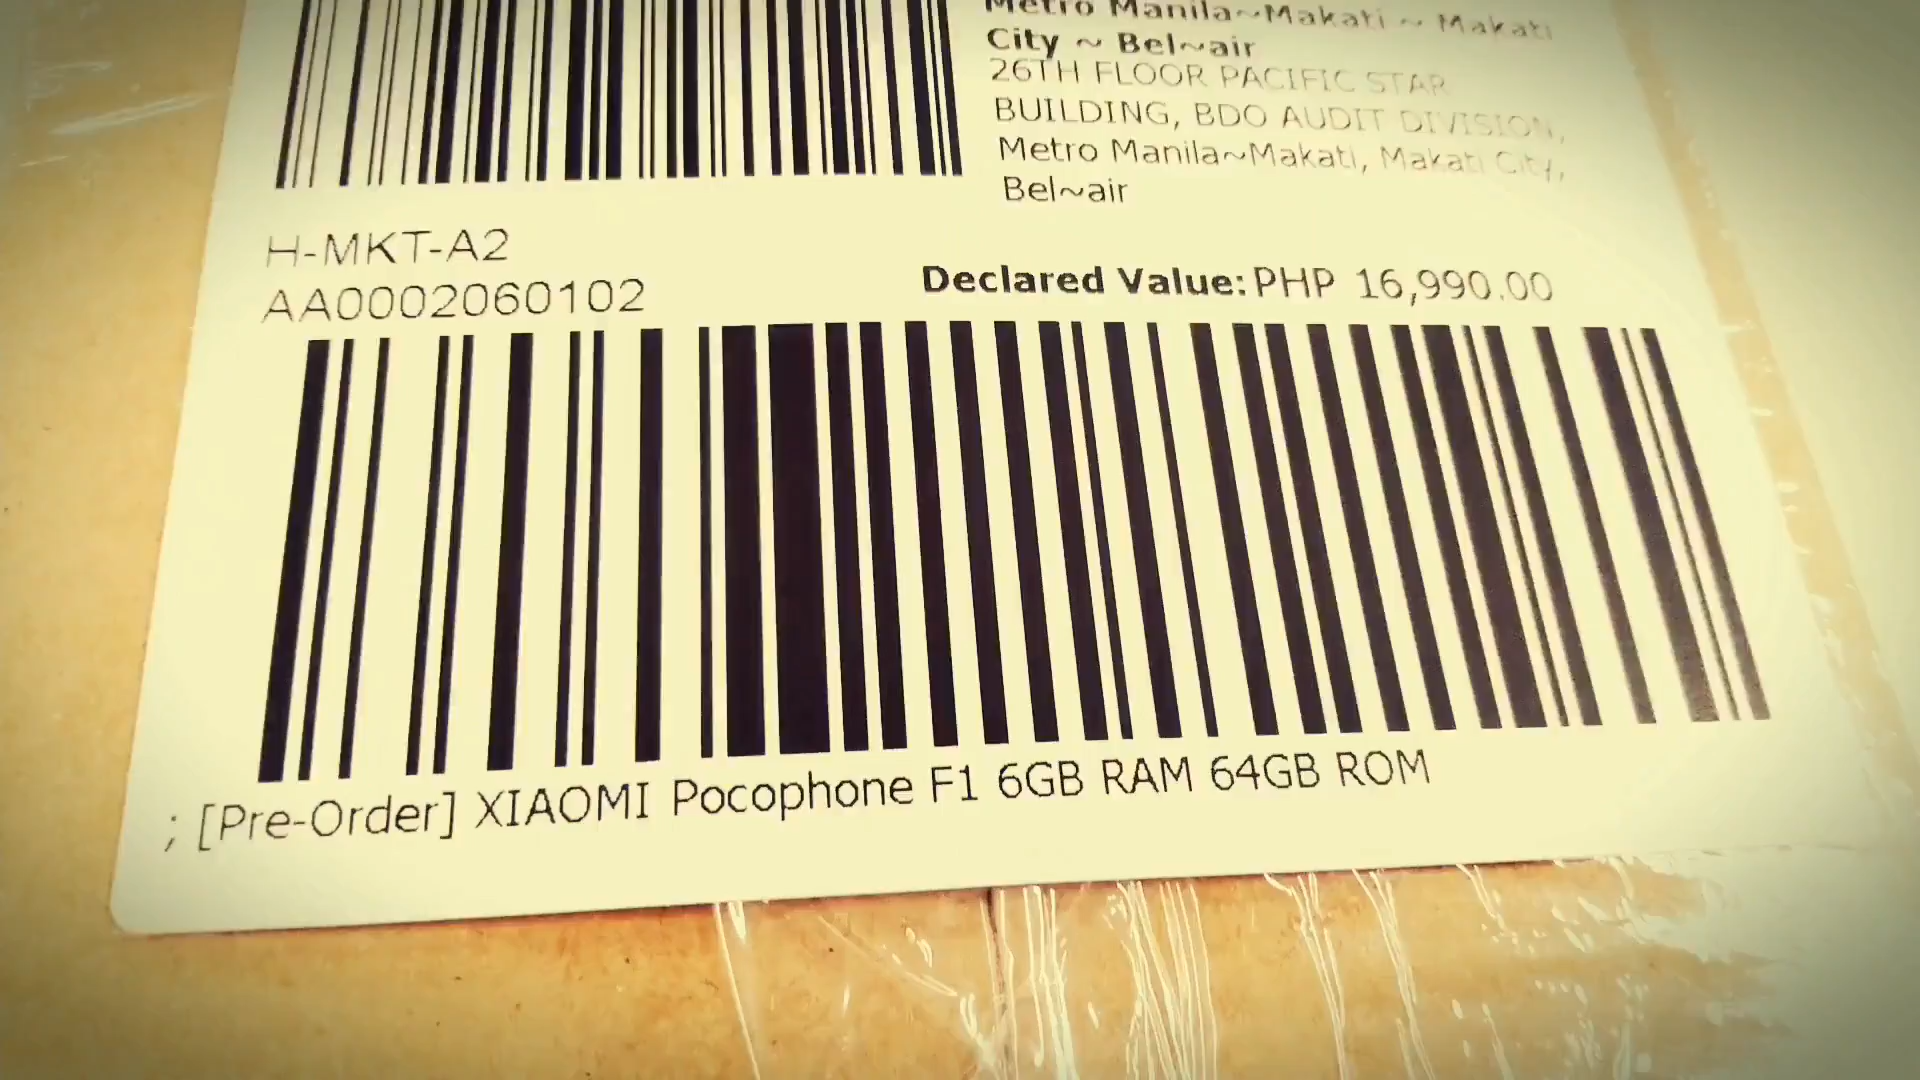 Metro Manila~Makati ~ Makati
City ~ Bel~air
26TH FLOOR PACIFIC STAR
BUILDING, BDO AUDIT DIVISION,
Metro Manila~Makati, Makati City,
Bel~air
H-MKT-A2
AA0002060102
Declared Value: PHP 16,990.00
; [Pre-Order] XIAOMI Pocophone F1 6GB RAM 64GB ROM